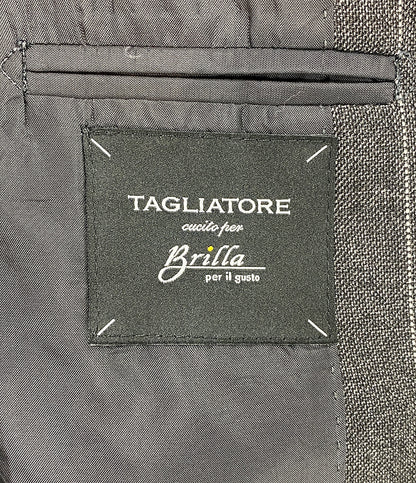 TAGLIATORE
cucito per
Brilla
per il gusto